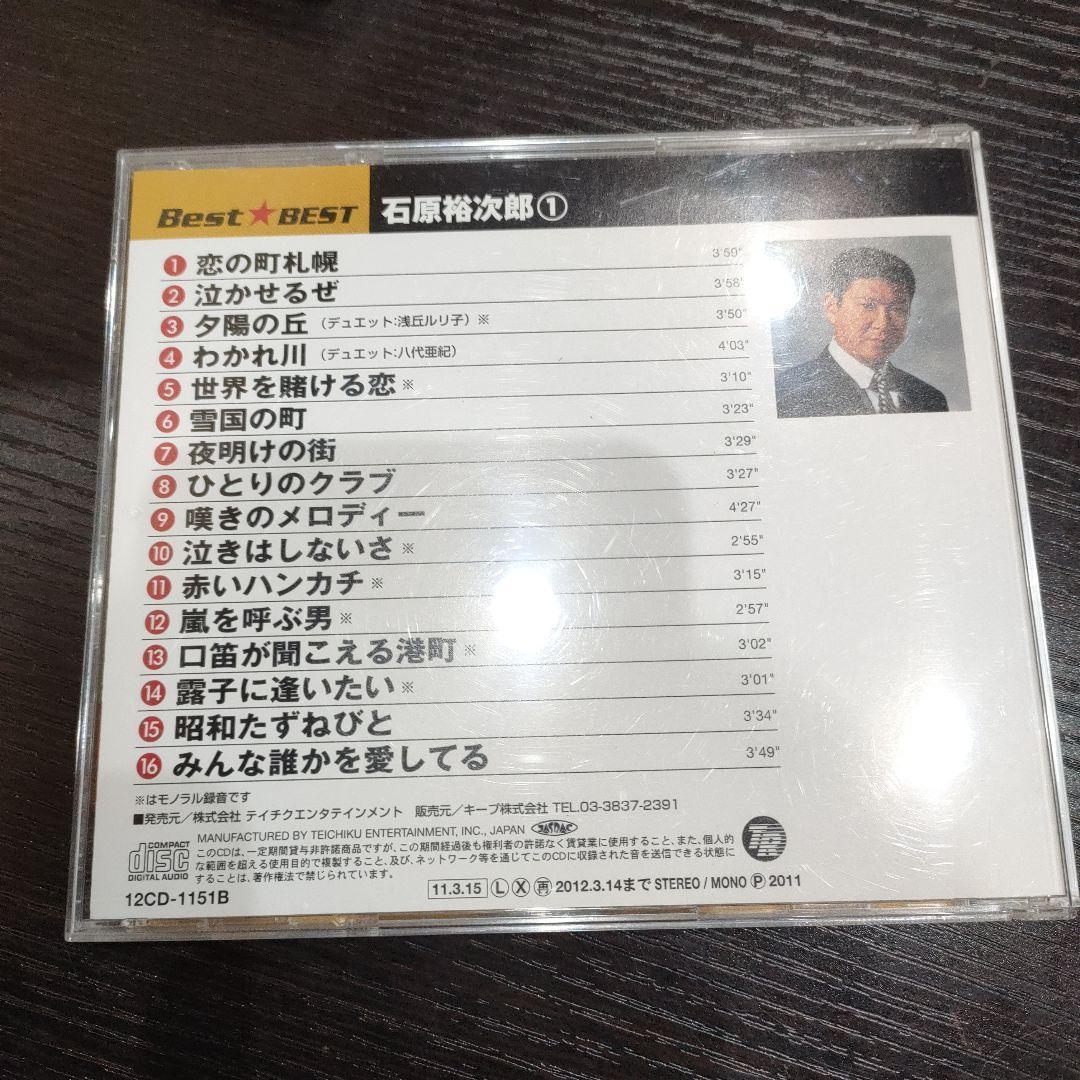 Best★BEST 石原裕次郎①
1 恋の町札幌 3'59"
2 泣かせるぜ 3'58"
3 夕陽の丘（デュエット：浅丘ルリ子）※ 3'50"
4 わかれ川（デュエット：八代亜紀） 4'03"
5 世界を賭ける恋※ 3'10"
6 雪国の町 3'23"
7 夜明けの街 3'29"
8 ひとりのクラブ 3'27"
9 嘆きのメロディー 4'27"
10 泣きはしないさ※ 2'55"
11 赤いハンカチ※ 3'15"
12 嵐を呼ぶ男※ 2'57"
13 口笛が聞こえる港町※ 3'02"
14 露子に逢いたい※ 3'01"
15 昭和たずねびと 3'34"
16 みんな誰かを愛してる 3'49"
※はモノラル録音です
■発売元／株式会社 テイチクエンタテインメント 販売元／キープ株式会社 TEL.03-3837-2391
MANUFACTURED BY TEICHIKU ENTERTAINMENT, INC., JAPAN JASRAC
COMPACT disc DIGITAL AUDIO
このCDは、一定期間貸与非許諾商品ですが、この期間経過後も権利者の許諾なく賃貸業に使用すること、また、個人的
な範囲を超える使用目的で複製すること、及び、ネットワーク等を通じてこのCDに収録された音を送信できる状態に
することは、著作権法で禁じられています。
12CD-1151B
11.3.15 Ⓛ Ⓧ 再 2012.3.14まで STEREO / MONO Ⓟ 2011